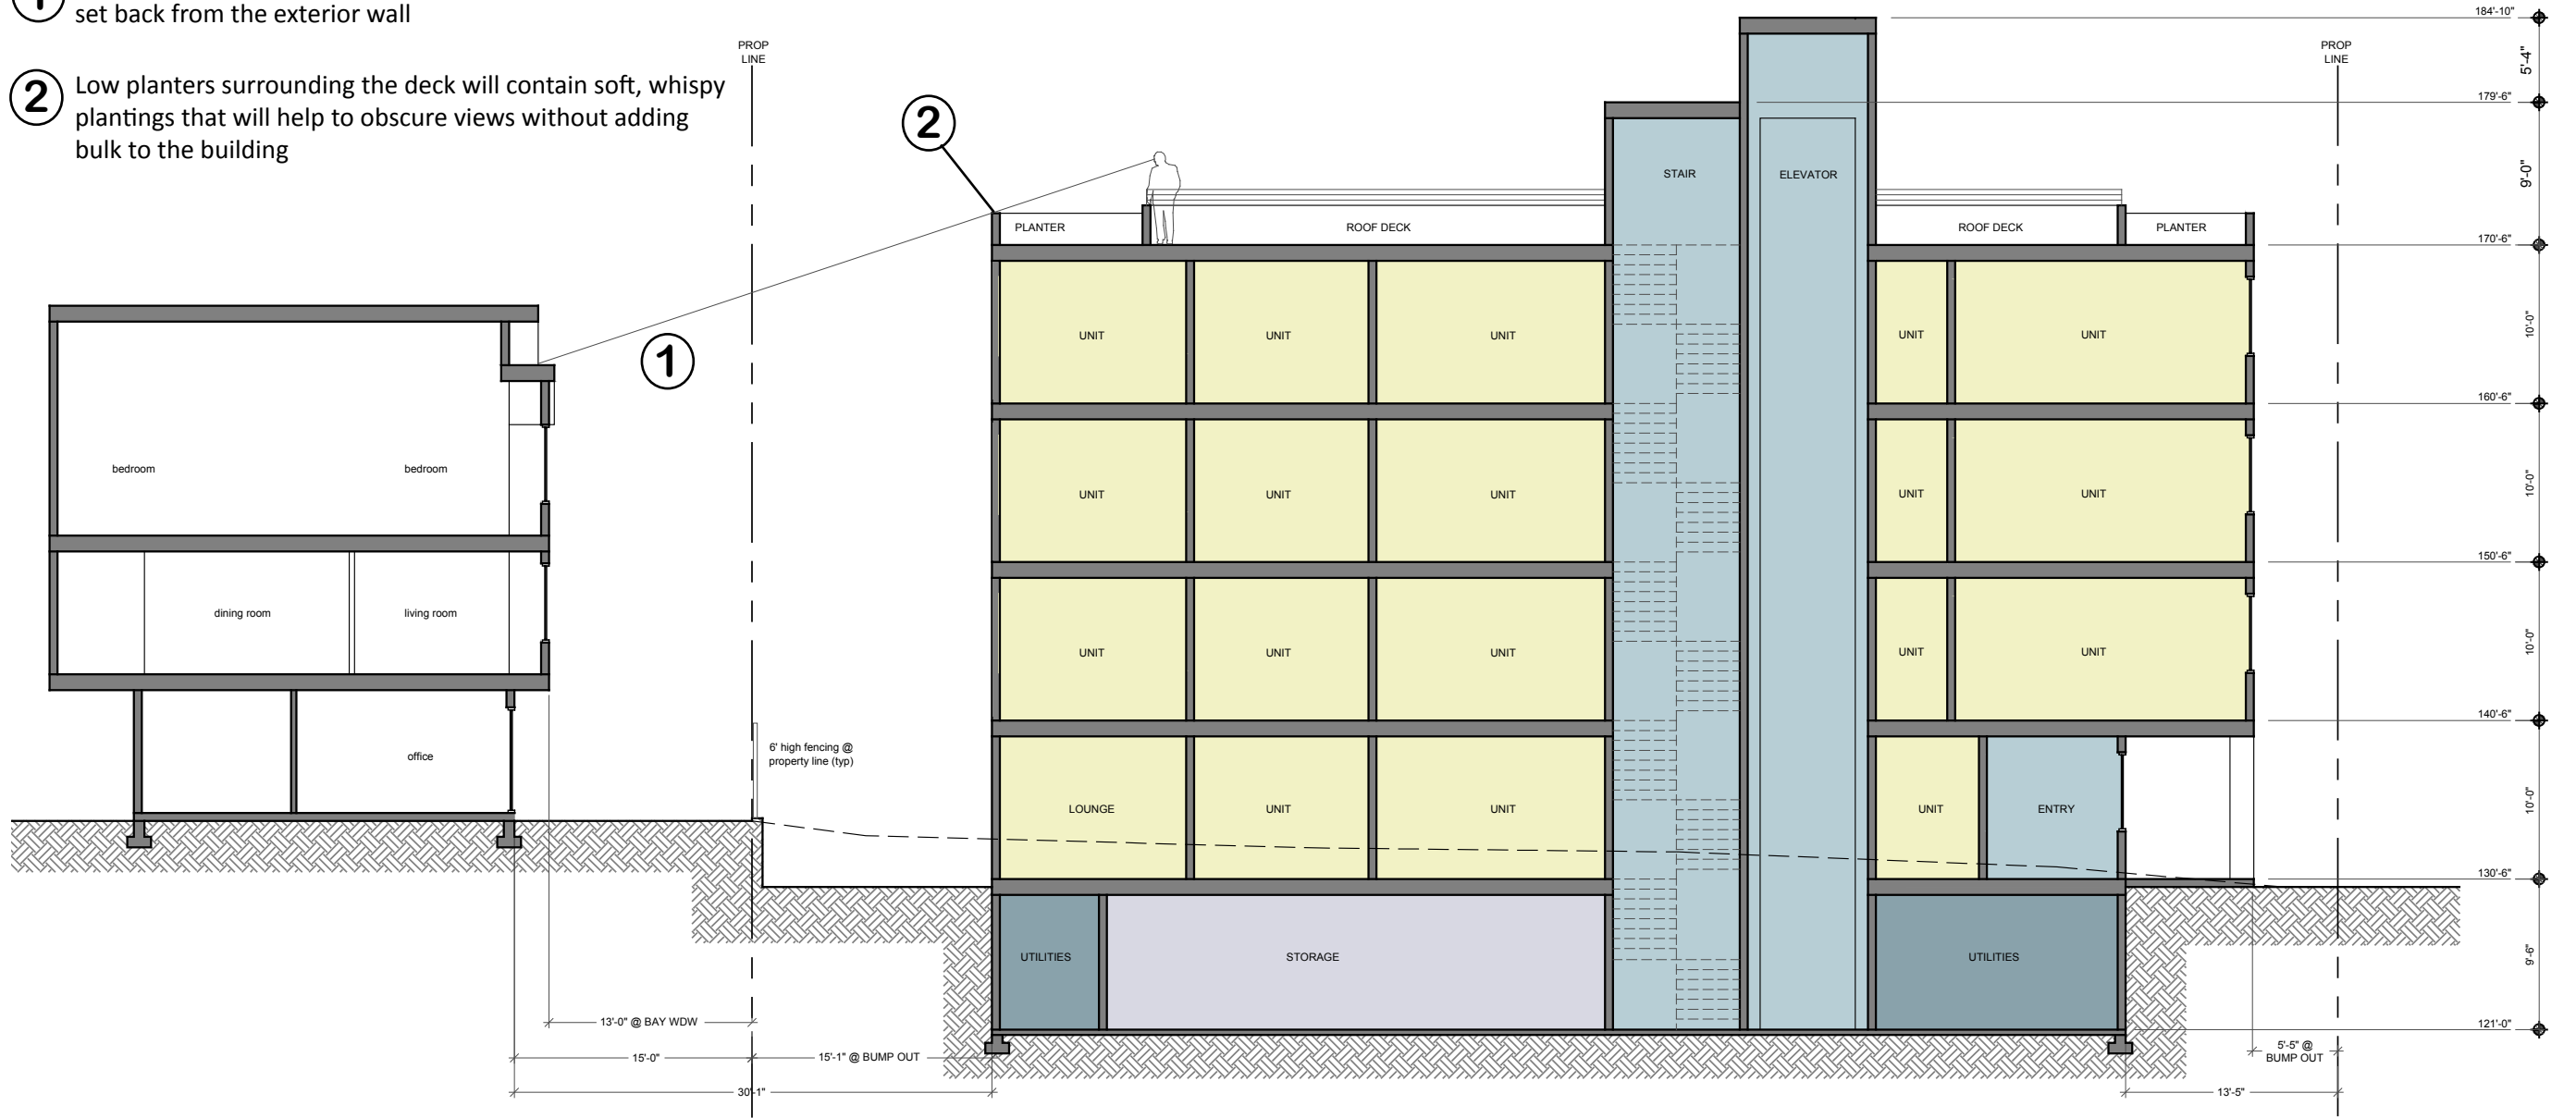 1
set back from the exterior wall
2
Low planters surrounding the deck will contain soft, whispy
plantings that will help to obscure views without adding
bulk to the building
PROP
LINE
2
184'-10"
PROP
LINE
5'-4"
179'-6"
9'-0"
STAIR
ELEVATOR
PLANTER
ROOF DECK
ROOF DECK
PLANTER
170'-6"
1
UNIT
UNIT
UNIT
UNIT
UNIT
10'-0"
160'-6"
bedroom
bedroom
UNIT
UNIT
UNIT
UNIT
UNIT
10'-0"
150'-6"
dining room
living room
UNIT
UNIT
UNIT
UNIT
UNIT
10'-0"
140'-6"
office
6' high fencing @
property line (typ)
LOUNGE
UNIT
UNIT
UNIT
ENTRY
10'-0"
130'-6"
UTILITIES
STORAGE
UTILITIES
9'-6"
13'-0" @ BAY WDW
121'-0"
15'-0"
15'-1" @ BUMP OUT
5'-5" @
BUMP OUT
30'-1"
13'-5"